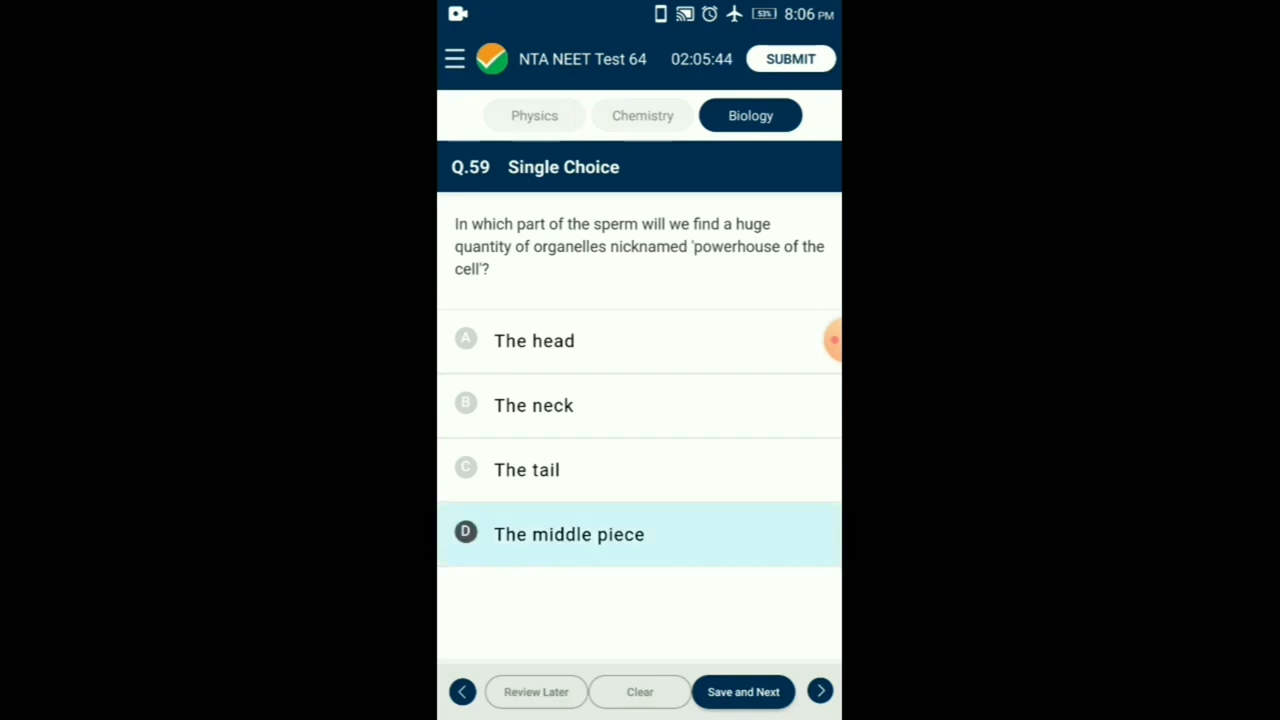 53% 8:06 PM
NTA NEET Test 64 02:05:44 SUBMIT
Physics Chemistry Biology
Q.59 Single Choice
In which part of the sperm will we find a huge
quantity of organelles nicknamed 'powerhouse of the
cell'?
A The head
B The neck
C The tail
D The middle piece
Review Later Clear Save and Next